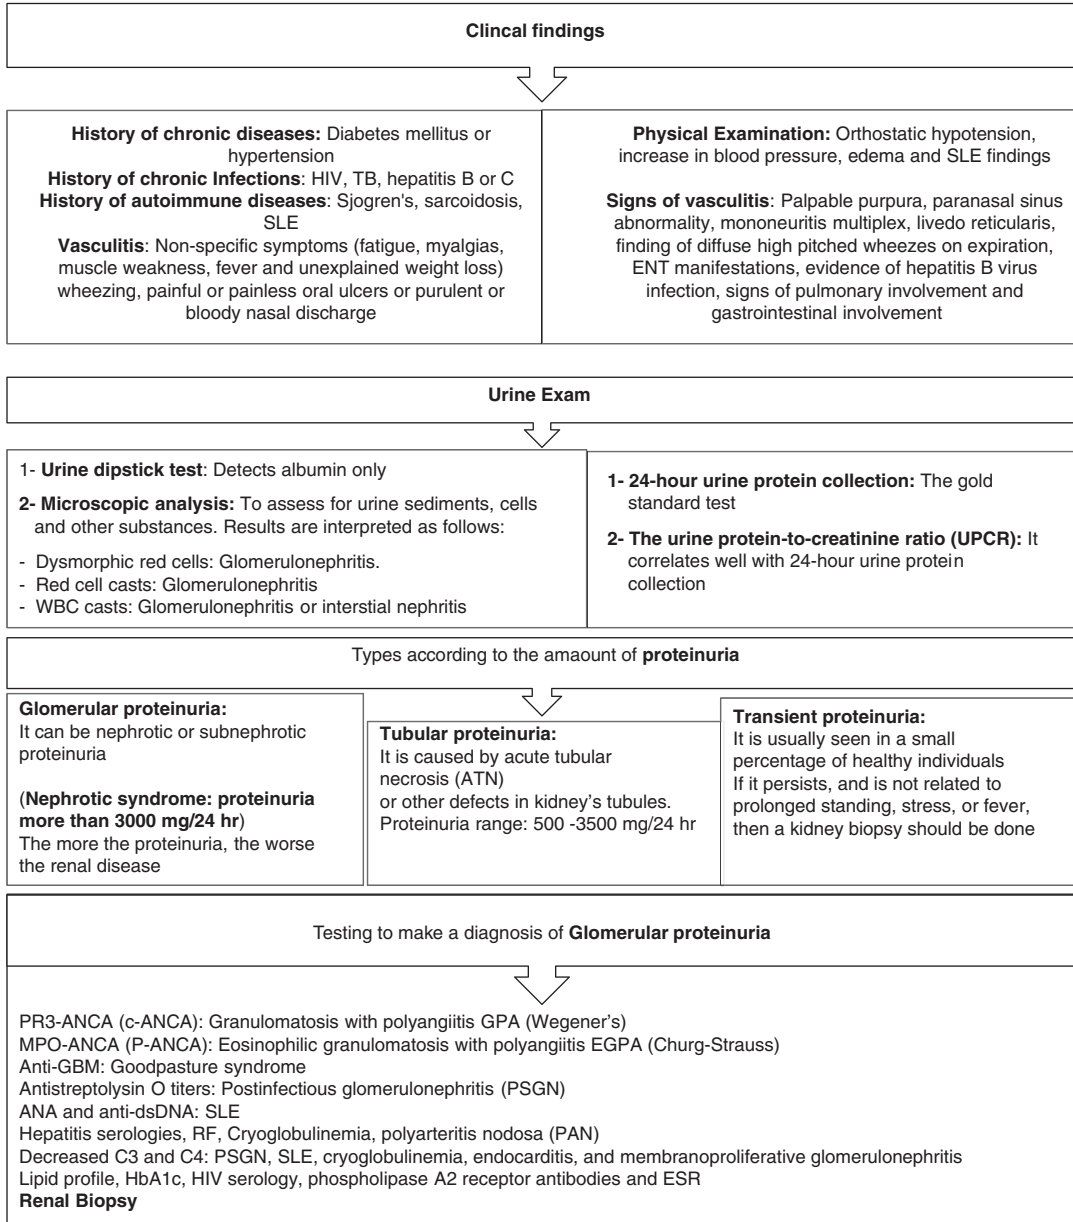 Clincal findings
History of chronic diseases: Diabetes mellitus or
hypertension
History of chronic Infections: HIV, TB, hepatitis B or C
History of autoimmune diseases: Sjogren's, sarcoidosis,
SLE
Vasculitis: Non-specific symptoms (fatigue, myalgias,
muscle weakness, fever and unexplained weight loss)
wheezing, painful or painless oral ulcers or purulent or
bloody nasal discharge
Physical Examination: Orthostatic hypotension,
increase in blood pressure, edema and SLE findings
Signs of vasculitis: Palpable purpura, paranasal sinus
abnormality, mononeuritis multiplex, livedo reticularis,
finding of diffuse high pitched wheezes on expiration,
ENT manifestations, evidence of hepatitis B virus
infection, signs of pulmonary involvement and
gastrointestinal involvement
Urine Exam
1- Urine dipstick test: Detects albumin only
2- Microscopic analysis: To assess for urine sediments, cells
and other substances. Results are interpreted as follows:
- Dysmorphic red cells: Glomerulonephritis.
- Red cell casts: Glomerulonephritis
- WBC casts: Glomerulonephritis or interstial nephritis
1- 24-hour urine protein collection: The gold
standard test
2- The urine protein-to-creatinine ratio (UPCR): It
correlates well with 24-hour urine protein
collection
Types according to the amaount of proteinuria
Glomerular proteinuria:
It can be nephrotic or subnephrotic
proteinuria
(Nephrotic syndrome: proteinuria
more than 3000 mg/24 hr)
The more the proteinuria, the worse
the renal disease
Tubular proteinuria:
It is caused by acute tubular
necrosis (ATN)
or other defects in kidney's tubules.
Proteinuria range: 500 -3500 mg/24 hr
Transient proteinuria:
It is usually seen in a small
percentage of healthy individuals
If it persists, and is not related to
prolonged standing, stress, or fever,
then a kidney biopsy should be done
Testing to make a diagnosis of Glomerular proteinuria
PR3-ANCA (c-ANCA): Granulomatosis with polyangiitis GPA (Wegener's)
MPO-ANCA (P-ANCA): Eosinophilic granulomatosis with polyangiitis EGPA (Churg-Strauss)
Anti-GBM: Goodpasture syndrome
Antistreptolysin O titers: Postinfectious glomerulonephritis (PSGN)
ANA and anti-dsDNA: SLE
Hepatitis serologies, RF, Cryoglobulinemia, polyarteritis nodosa (PAN)
Decreased C3 and C4: PSGN, SLE, cryoglobulinemia, endocarditis, and membranoproliferative glomerulonephritis
Lipid profile, HbA1c, HIV serology, phospholipase A2 receptor antibodies and ESR
Renal Biopsy